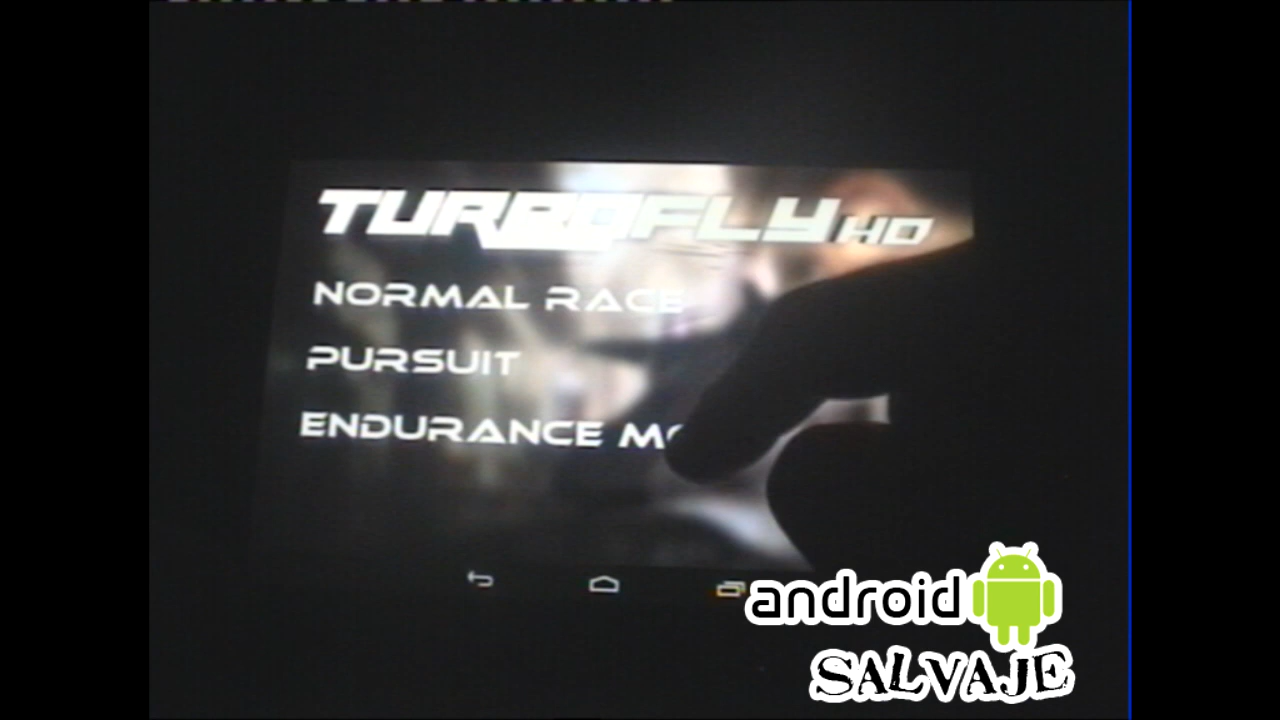 TURBOFLY HD
NORMAL RACE
PURSUIT
ENDURANCE
android
SALVAJE